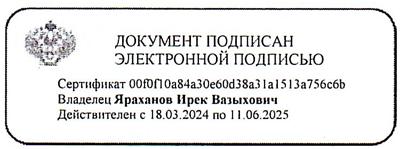 ДОКУМЕНТ ПОДПИСАН
ЭЛЕКТРОННОЙ ПОДПИСЬЮ
Сертификат 00f0f10a84a30e60d38a31a1513a756c6b
Владелец Яраханов Ирек Вазыхович
Действителен с 18.03.2024 по 11.06.2025